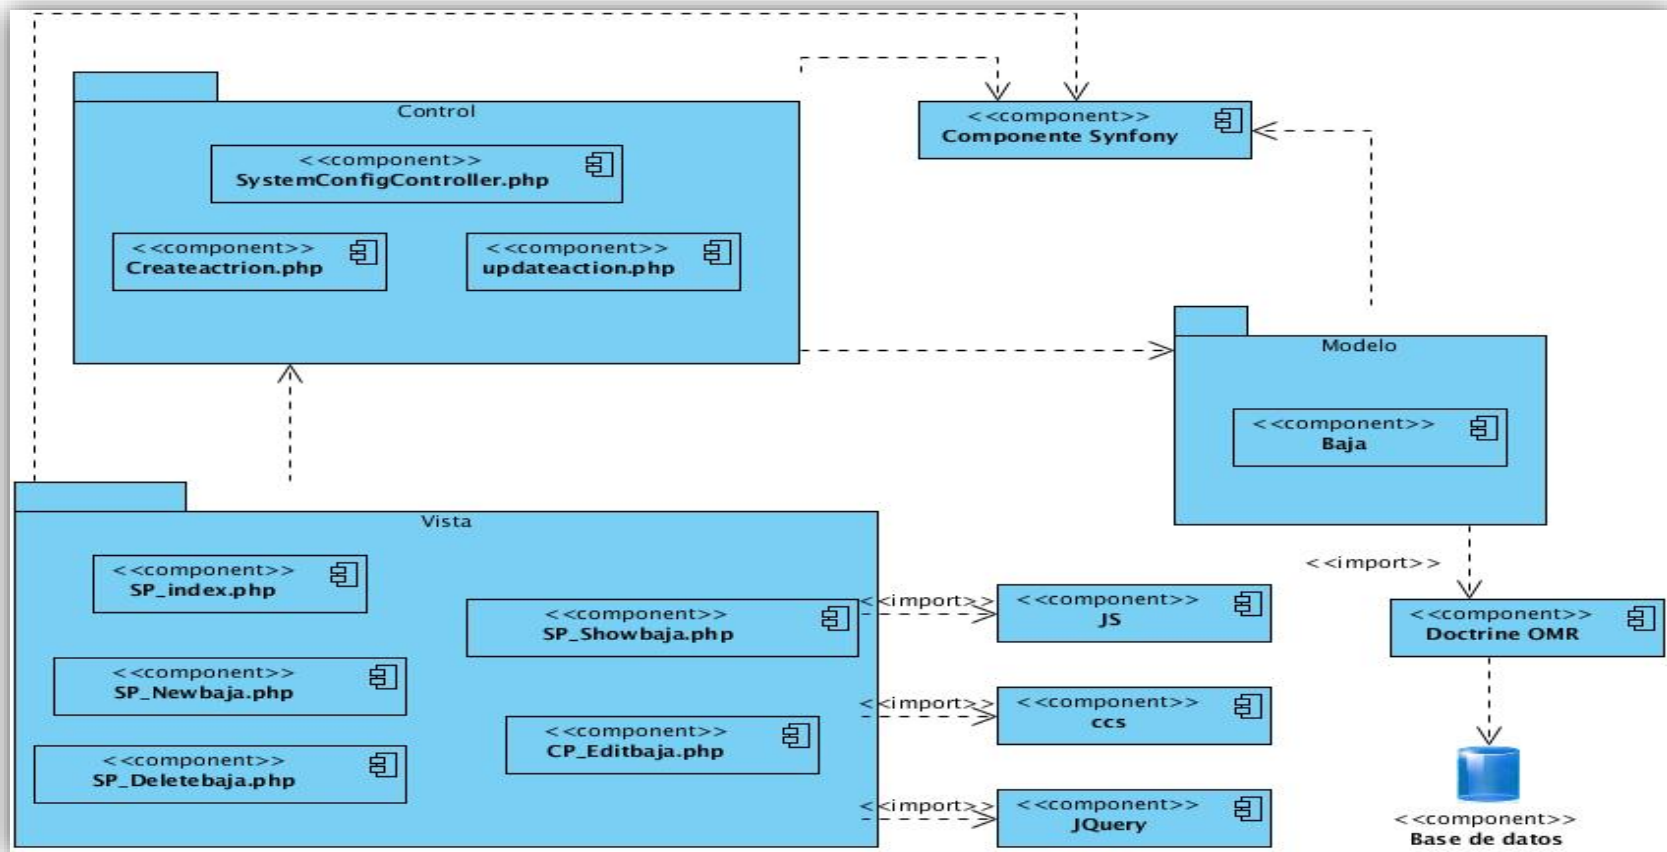 Control
<<component>>
SystemConfigController.php
<<component>>
Createactrion.php
<<component>>
updateaction.php
<<component>>
Componente Synfony
Modelo
<<component>>
Baja
<<import>>
<<component>>
Doctrine OMR
<<component>>
Base de datos
Vista
<<component>>
SP_index.php
<<component>>
SP_Showbaja.php
<<component>>
SP_Newbaja.php
<<component>>
CP_Editbaja.php
<<component>>
SP_Deletebaja.php
<<import>>
<<component>>
JS
<<import>>
<<component>>
ccs
<<import>>
<<component>>
JQuery